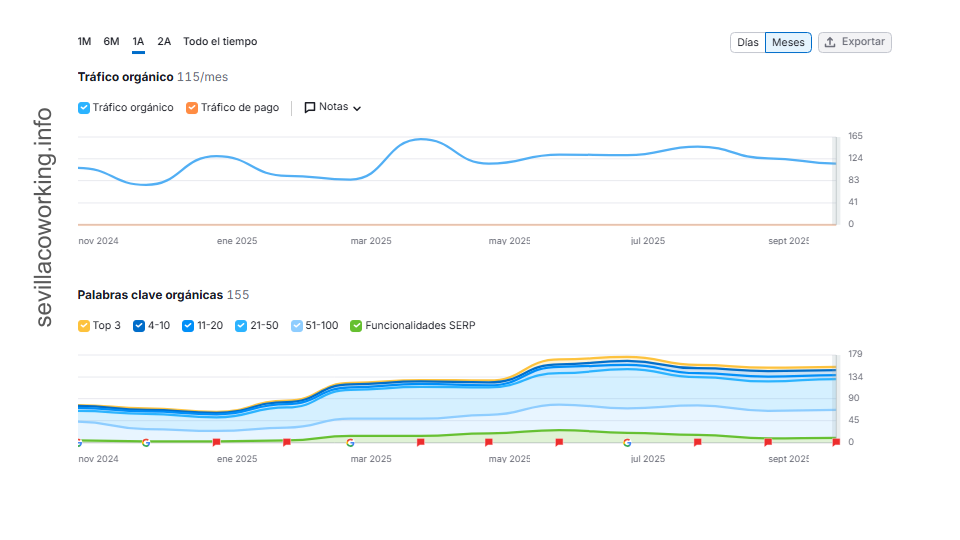 1M 6M 1A 2A Todo el tiempo
Días Meses Exportar
Tráfico orgánico 115/mes
Tráfico orgánico Tráfico de pago Notas
sevillacoworking.info
165
124
83
41
0
nov 2024 ene 2025 mar 2025 may 2025 jul 2025 sept 2025
Palabras clave orgánicas 155
Top 3 4-10 11-20 21-50 51-100 Funcionalidades SERP
179
134
90
45
0
nov 2024 ene 2025 mar 2025 may 2025 jul 2025 sept 2025